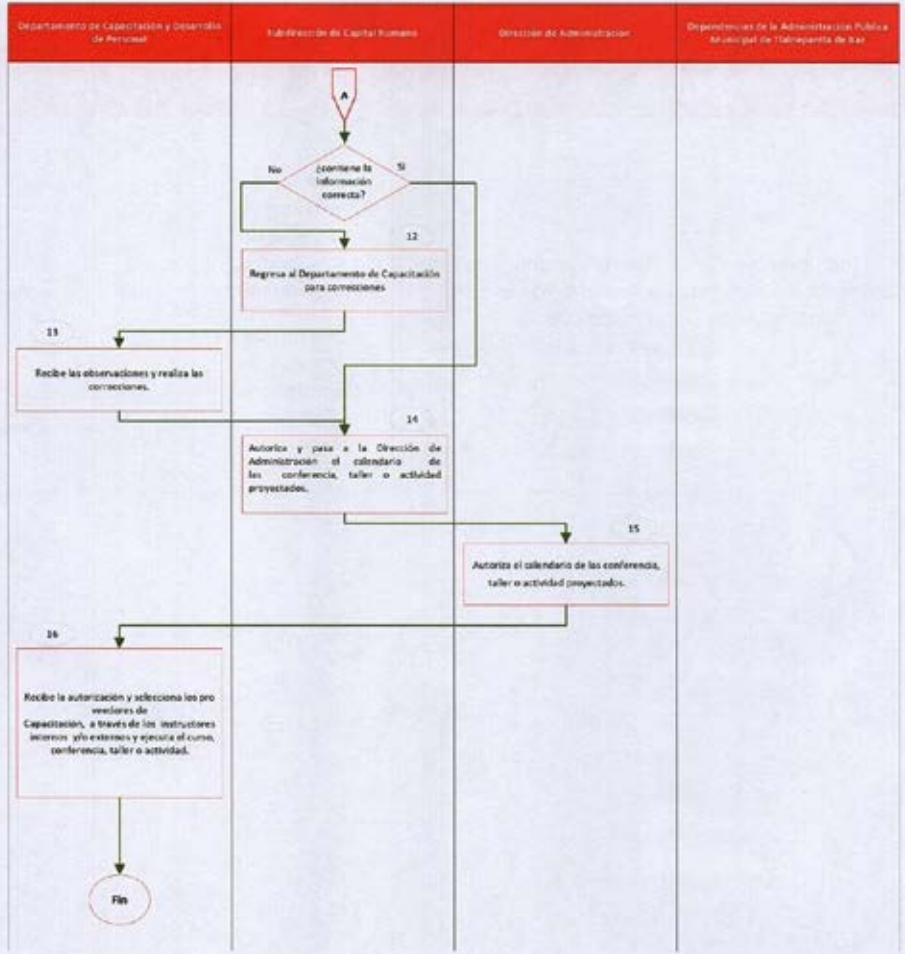 Departamento de Capacitación y Desarrollo
de Personal
Subdirección de Capital Humano
Dirección de Administración
Dependencias de la Administración Pública
Municipal de Tlalnepantla de Baz
A
No
¿contiene la
información
correcta?
Si
12
Regresa al Departamento de Capacitación
para correcciones
13
Recibe las observaciones y realiza las
correcciones.
14
Autoriza y pasa a la Dirección de
Administración el calendario de
las conferencia, taller o actividad
proyectados.
15
Autoriza el calendario de las conferencia,
taller o actividad proyectados.
16
Recibe la autorización y selecciona los pro
veedores de
Capacitación, a través de los instructores
internos y/o externos y ejecuta el curso,
conferencia, taller o actividad.
Fin